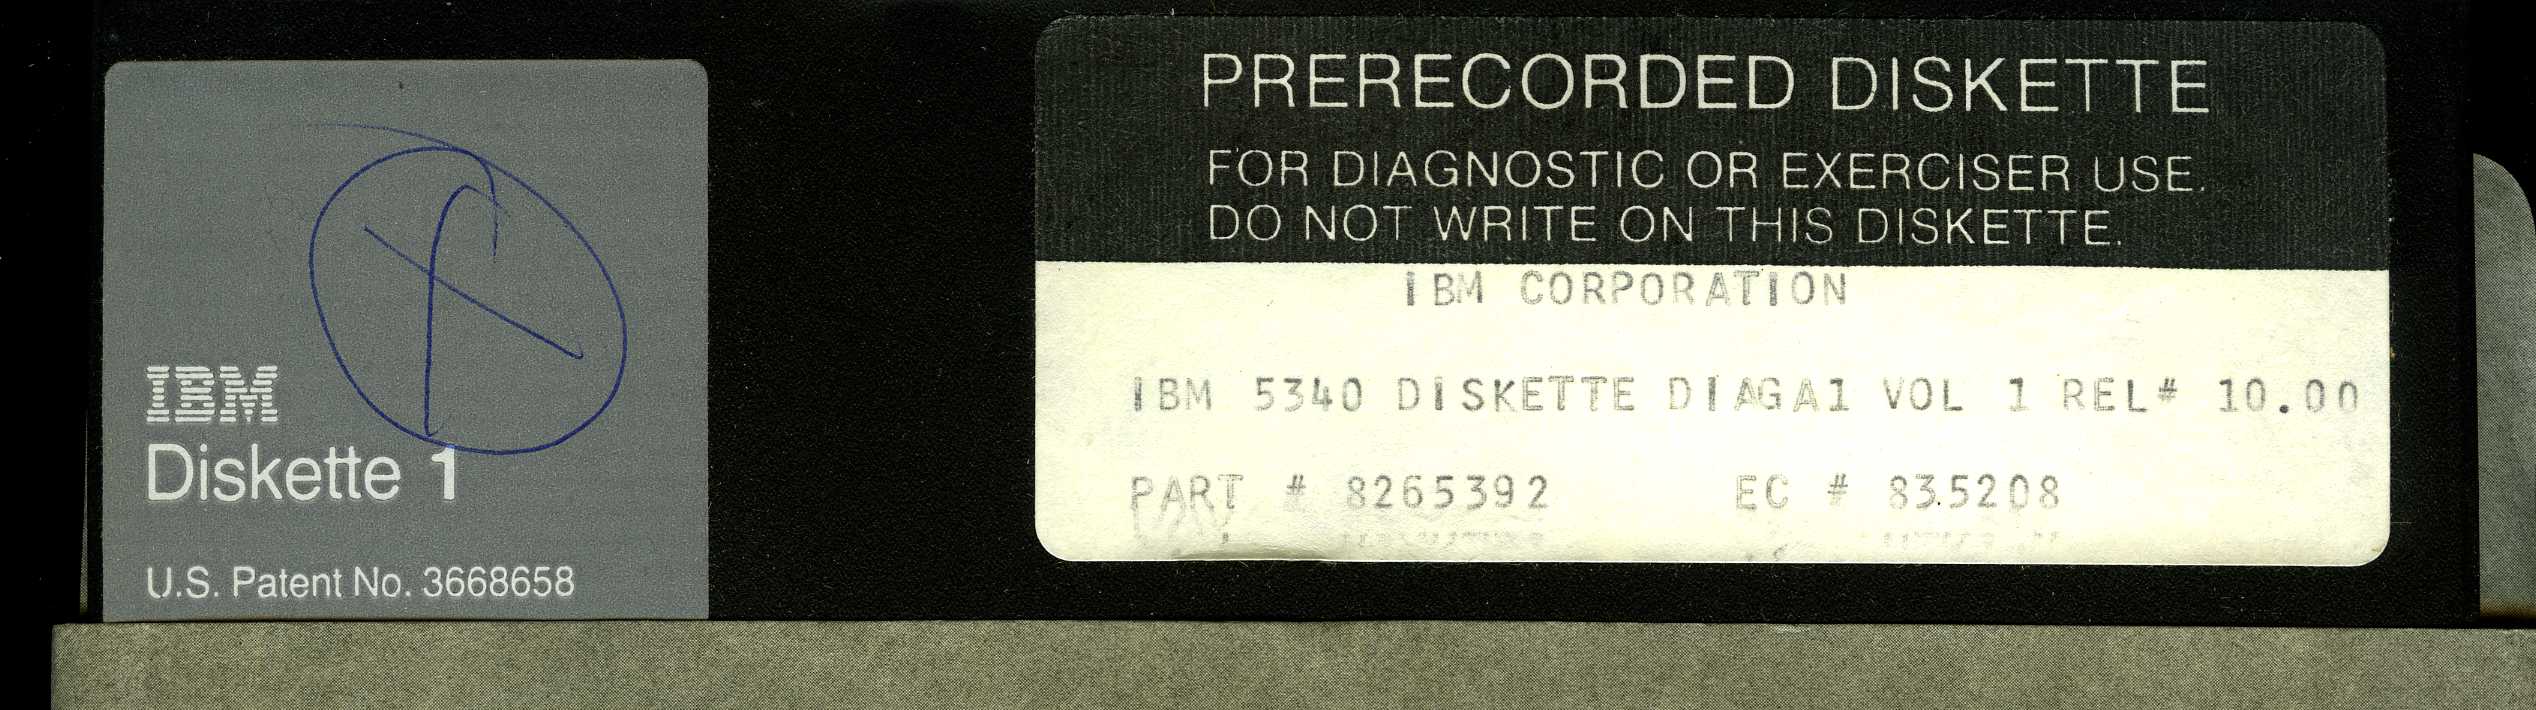 IBM
Diskette 1
U.S. Patent No. 3668658
PRERECORDED DISKETTE
FOR DIAGNOSTIC OR EXERCISER USE.
DO NOT WRITE ON THIS DISKETTE.
IBM CORPORATION
IBM 5340 DISKETTE DIAGA1 VOL 1 REL# 10.00
PART # 8265392 EC # 835208